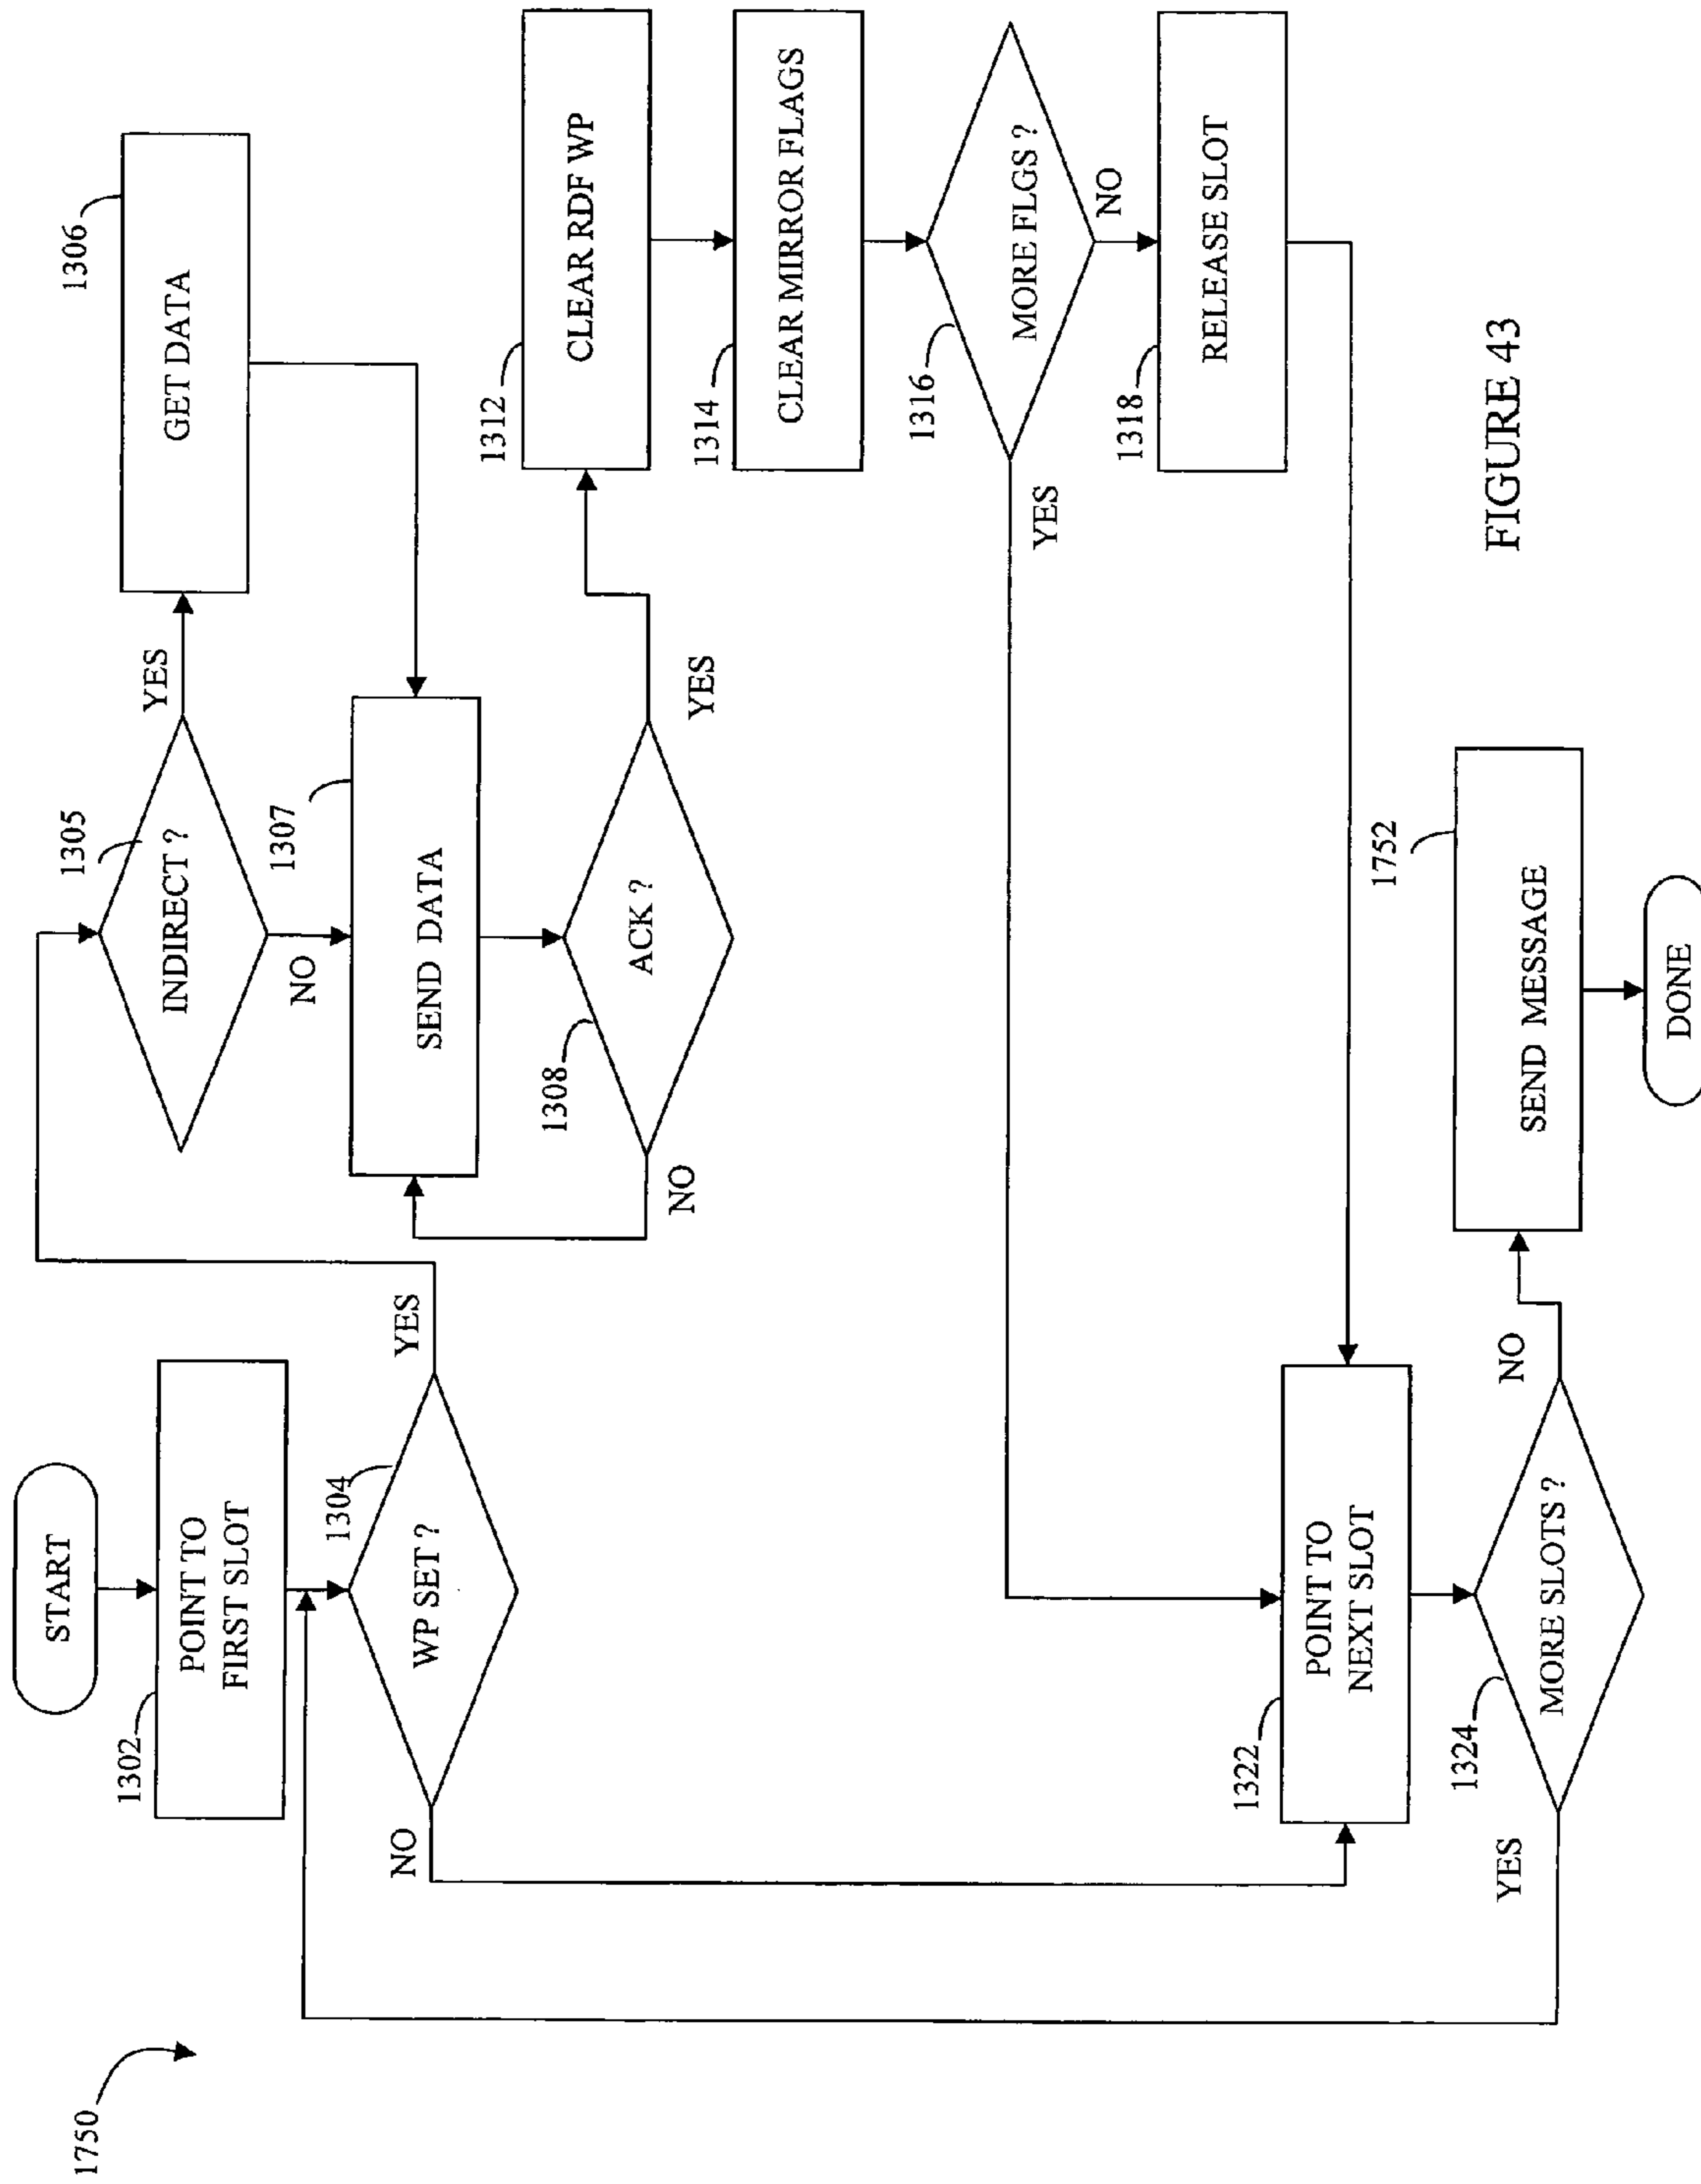 1750
START
1302
POINT TO
FIRST SLOT
1304
WP SET ?
YES
NO
1305
INDIRECT ?
YES
NO
1306
GET DATA
1307
SEND DATA
1308
ACK ?
NO
YES
1312
CLEAR RDF WP
1314
CLEAR MIRROR FLAGS
1316
MORE FLGS ?
YES
NO
1318
RELEASE SLOT
1322
POINT TO
NEXT SLOT
1324
MORE SLOTS ?
YES
NO
1752
SEND MESSAGE
DONE
FIGURE 43